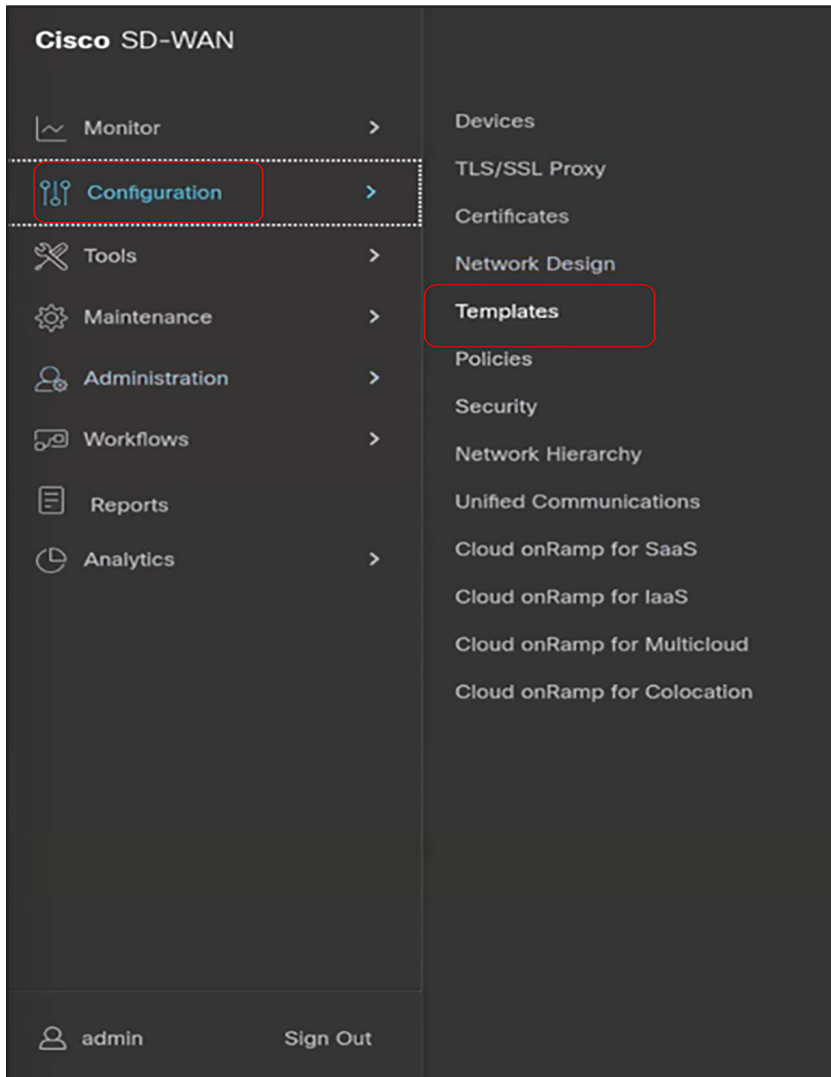 Cisco SD-WAN
Monitor
Configuration
Tools
Maintenance
Administration
Workflows
Reports
Analytics
admin
Sign Out
Devices
TLS/SSL Proxy
Certificates
Network Design
Templates
Policies
Security
Network Hierarchy
Unified Communications
Cloud onRamp for SaaS
Cloud onRamp for IaaS
Cloud onRamp for Multicloud
Cloud onRamp for Colocation